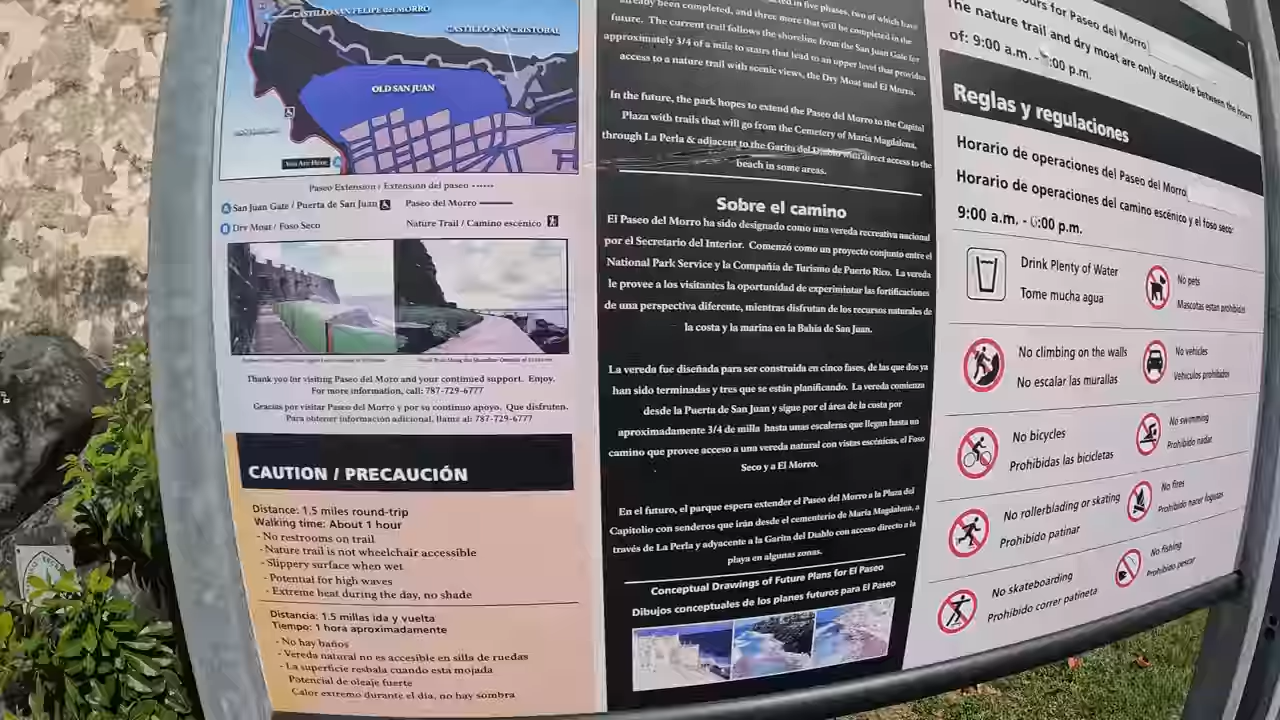 CASTILLO SAN FELIPE del MORRO
CASTILLO SAN CRISTOBAL
OLD SAN JUAN
You Are Here
Paseo Extension / Extensión del paseo
San Juan Gate / Puerta de San Juan
Paseo del Morro
Dry Moat / Foso Seco
Nature Trail / Camino escénico
Thank you for visiting Paseo del Moro and your continued support. Enjoy.
For more information, call: 787-729-6777
Gracias por visitar Paseo del Morro y por su continuo apoyo. Que disfruten.
Para obtener información adicional, llame al: 787-729-6777
CAUTION / PRECAUCIÓN
Distance: 1.5 miles round-trip
Walking time: About 1 hour
- No restrooms on trail
- Nature trail is not wheelchair accessible
- Slippery surface when wet
- Potential for high waves
- Extreme heat during the day, no shade
Distancia: 1.5 millas ida y vuelta
Tiempo: 1 hora aproximadamente
- No hay baños
- Vereda natural no es accesible en silla de ruedas
- La superficie resbala cuando está mojada
Potencial de oleaje fuerte
Calor extremo durante el día, no hay sombra
in five phases, two of which have
already been completed, and three more that will be completed in the
future. The current trail follows the shoreline from the San Juan Gate for
approximately 3/4 of a mile to stairs that lead to an upper level that provides
access to a nature trail with scenic views, the Dry Moat and El Morro.
In the future, the park hopes to extend the Paseo del Morro to the Capitol
Plaza with trails that will go from the Cemetery of María Magdalena,
through La Perla & adjacent to the Garita del Diablo with direct access to the
beach in some areas.
Sobre el camino
El Paseo del Morro ha sido designado como una vereda recreativa nacional
por el Secretario del Interior. Comenzó como un proyecto conjunto entre el
National Park Service y la Compañía de Turismo de Puerto Rico. La vereda
le provee a los visitantes la oportunidad de experimintar las fortificaciones
de una perspectiva diferente, mientras disfrutan de los recursos naturales de
la costa y la marina en la Bahía de San Juan.
La vereda fue diseñada para ser construida en cinco fases, de las que dos ya
han sido terminadas y tres que se están planificando. La vereda comienza
desde la Puerta de San Juan y sigue por el área de la costa por
aproximadamente 3/4 de milla hasta unas escaleras que llegan hasta un
camino que provee acceso a una vereda natural con vistas escénicas, el Foso
Seco y a El Morro.
En el futuro, el parque espera extender el Paseo del Morro a la Plaza del
Capitolio con senderos que irán desde el cementerio de María Magdalena, a
través de La Perla y adyacente a la Garita del Diablo con acceso directo a la
playa en algunas zonas.
Conceptual Drawings of Future Plans for El Paseo
Dibujos conceptuales de los planes futuros para El Paseo
for Paseo del Morro
The nature trail and dry moat are only accessible between the hours
of: 9:00 a.m. - :00 p.m.
Reglas y regulaciones
Horario de operaciones del Paseo del Morro
Horario de operaciones del camino escénico y el foso seco:
9:00 a.m. - 6:00 p.m.
Drink Plenty of Water
Tome mucha agua
No pets
Mascotas estan prohibidas
No climbing on the walls
No escalar las murallas
No vehicles
Vehiculos prohibidos
No bicycles
Prohibidas las bicicletas
No swimming
Prohibido nadar
No rollerblading or skating
Prohibido patinar
No fires
Prohibido hacer fogatas
No skateboarding
Prohibido correr patineta
No fishing
Prohibido pescar